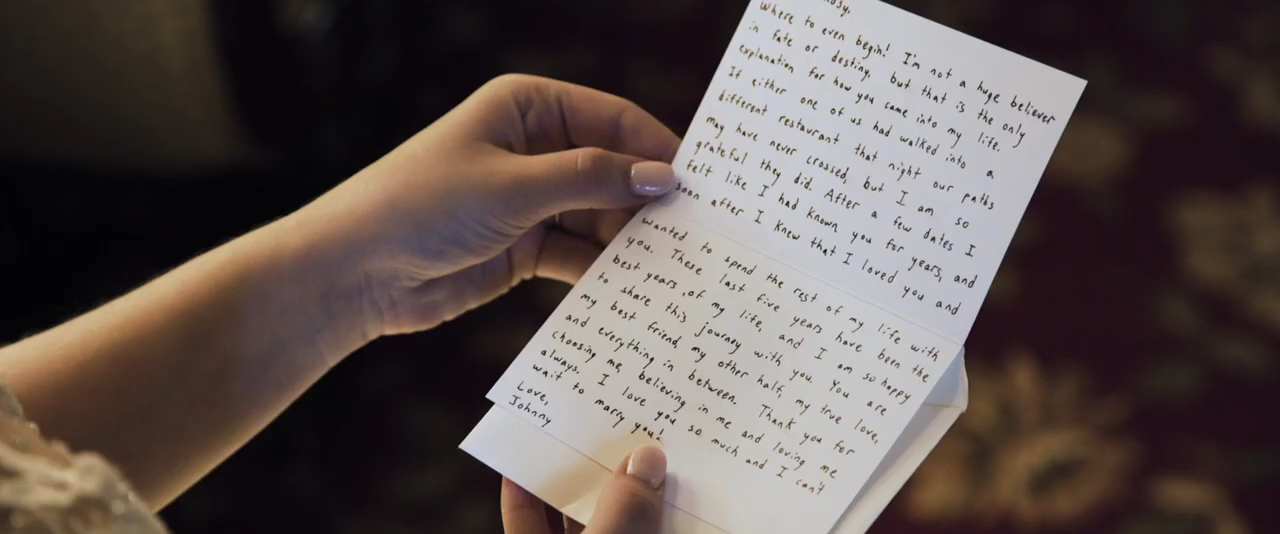 Where to even begin! I'm not a huge believer
in fate or destiny, but that is the only
explanation for how you came into my life.
If either one of us had walked into a
different restaurant that night our paths
may have never crossed, but I am so
grateful they did. After a few dates I
felt like I had known you for years, and
soon after I knew that I loved you and
wanted to spend the rest of my life with
you. These last five years have been the
best years of my life, and I am so happy
to share this journey with you. You are
my best friend, my other half, my true love,
and everything in between. Thank you for
choosing me, believing in me and loving me
always. I love you so much and I can't
wait to marry you!
Love,
Johnny